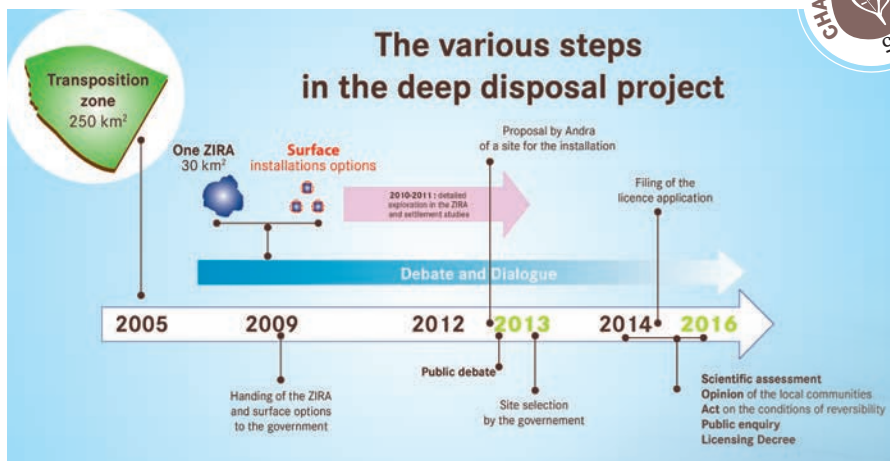 The various steps
in the deep disposal project
CHA
Transposition
zone
250 km²
One ZIRA
30 km²
Surface
installations options
2010-2011 : detailed
exploration in the ZIRA
and settlement studies
Proposal by Andra
of a site for the installation
Filing of the
licence application
Debate and Dialogue
2005
2009
2012
2013
2014
2016
Handing of the ZIRA
and surface options
to the government
Public debate
Site selection
by the governement
Scientific assessment
Opinion of the local communities
Act on the conditions of reversibility
Public enquiry
Licensing Decree